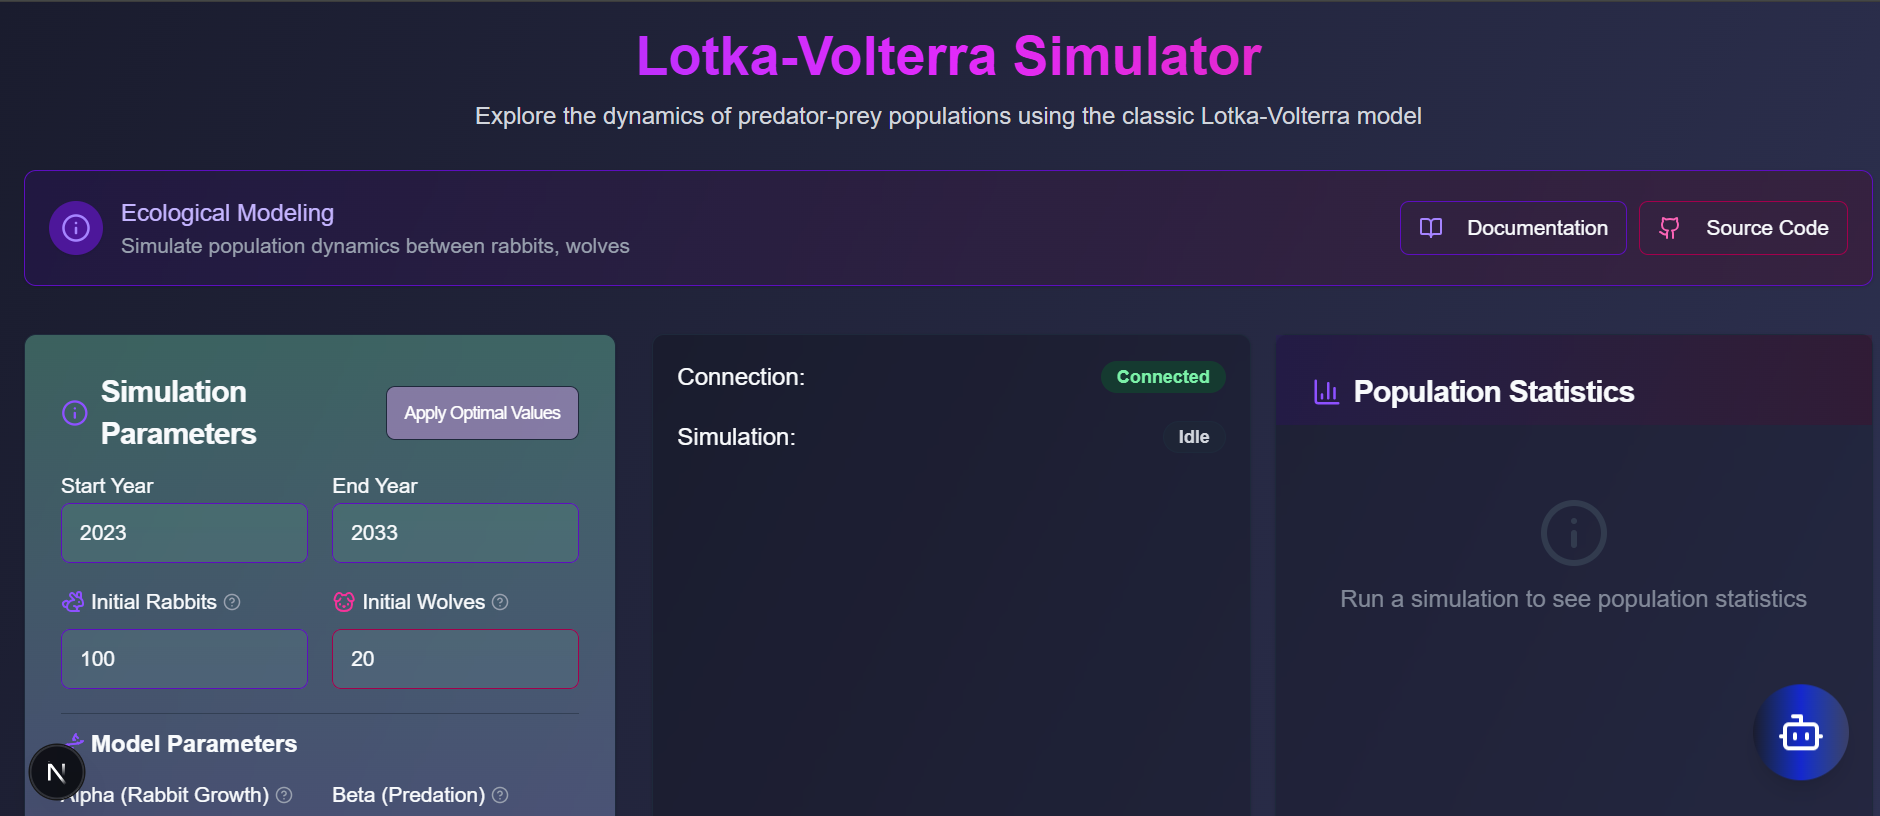 Lotka-Volterra Simulator
Explore the dynamics of predator-prey populations using the classic Lotka-Volterra model
Ecological Modeling
Simulate population dynamics between rabbits, wolves
Documentation
Source Code
Simulation
Parameters
Apply Optimal Values
Start Year
End Year
2023
2033
Initial Rabbits
Initial Wolves
100
20
Model Parameters
Alpha (Rabbit Growth)
Beta (Predation)
N
Connection:
Connected
Simulation:
Idle
Population Statistics
Run a simulation to see population statistics